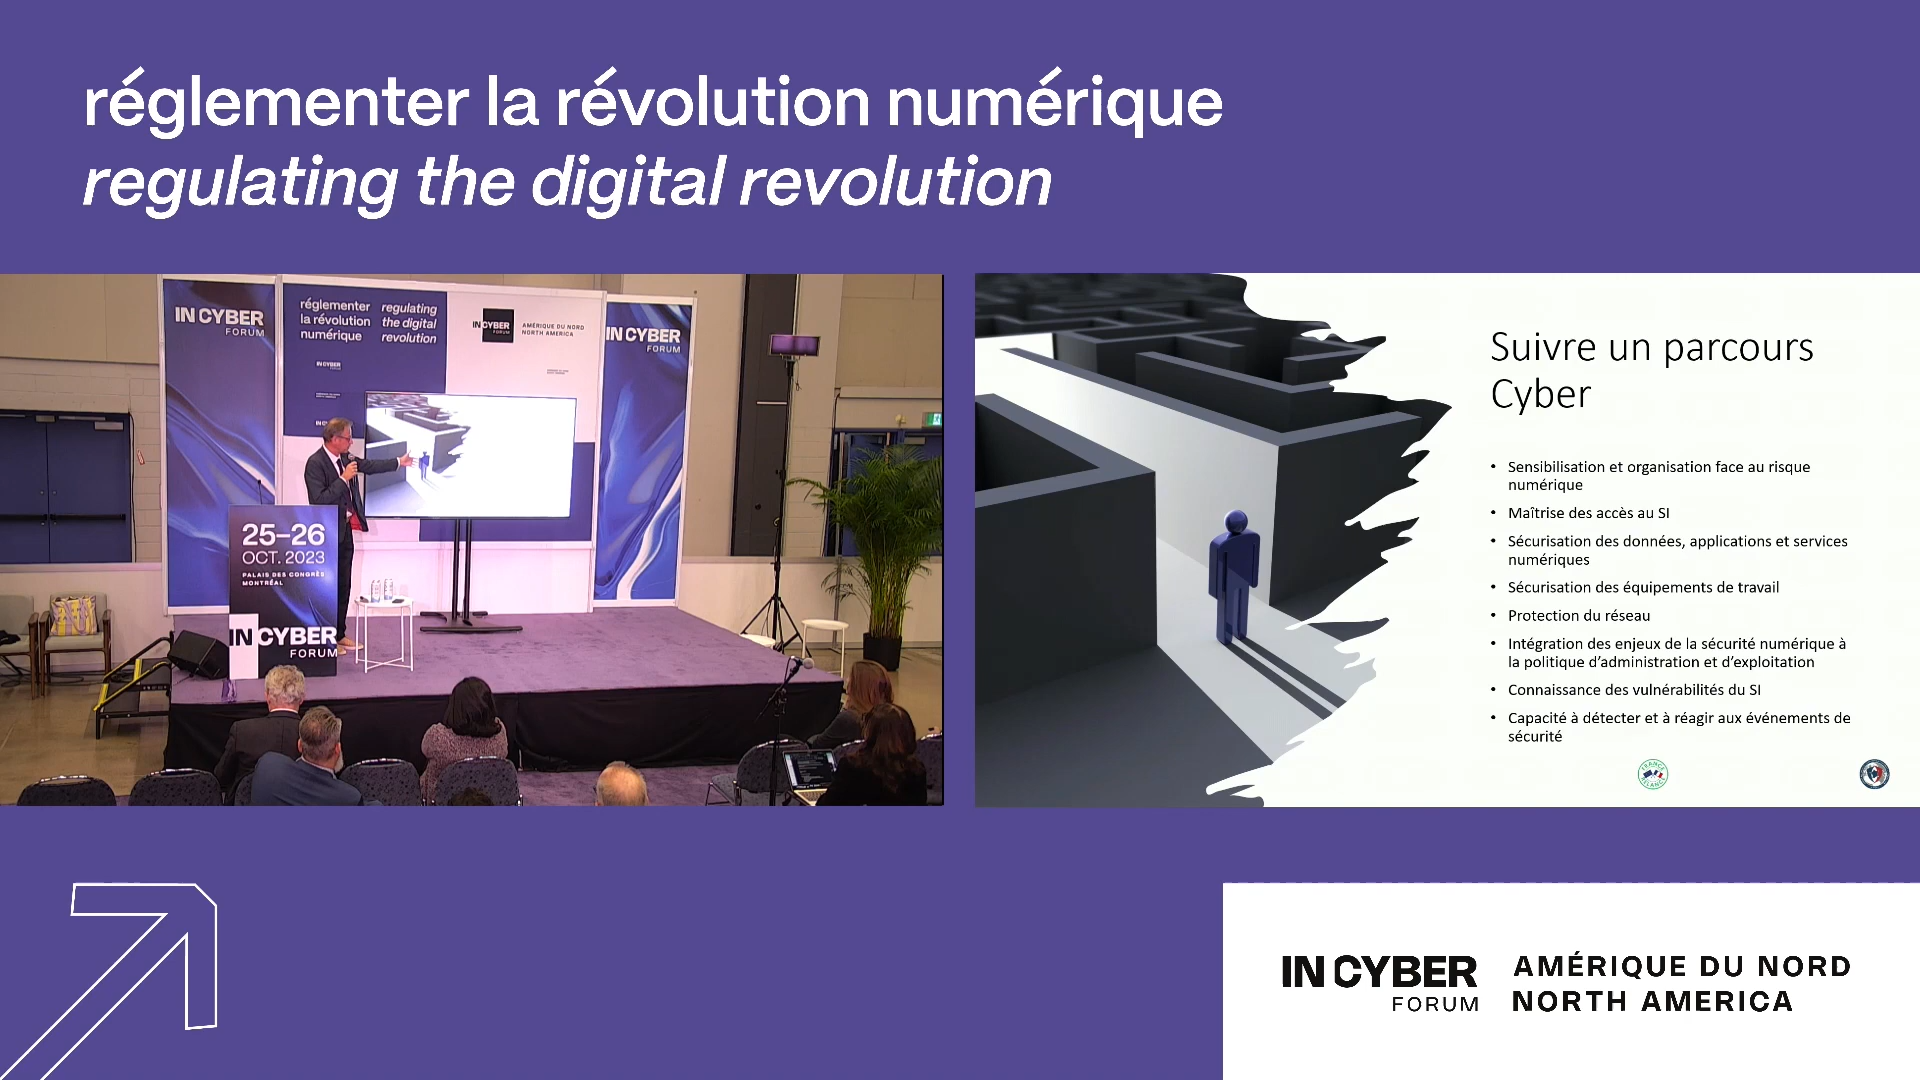 réglementer la révolution numérique
regulating the digital revolution
IN CYBER
FORUM
réglementer
la révolution
numérique
regulating
the digital
revolution
IN CYBER
FORUM
AMÉRIQUE DU NORD
NORTH AMERICA
IN CYBER
FORUM
25–26
OCT. 2023
PALAIS DES CONGRÈS
MONTRÉAL
IN CYBER
FORUM
Suivre un parcours
Cyber
• Sensibilisation et organisation face au risque
numérique
• Maîtrise des accès au SI
• Sécurisation des données, applications et services
numériques
• Sécurisation des équipements de travail
• Protection du réseau
• Intégration des enjeux de la sécurité numérique à
la politique d’administration et d’exploitation
• Connaissance des vulnérabilités du SI
• Capacité à détecter et à réagir aux événements de
sécurité
IN CYBER
FORUM
AMÉRIQUE DU NORD
NORTH AMERICA